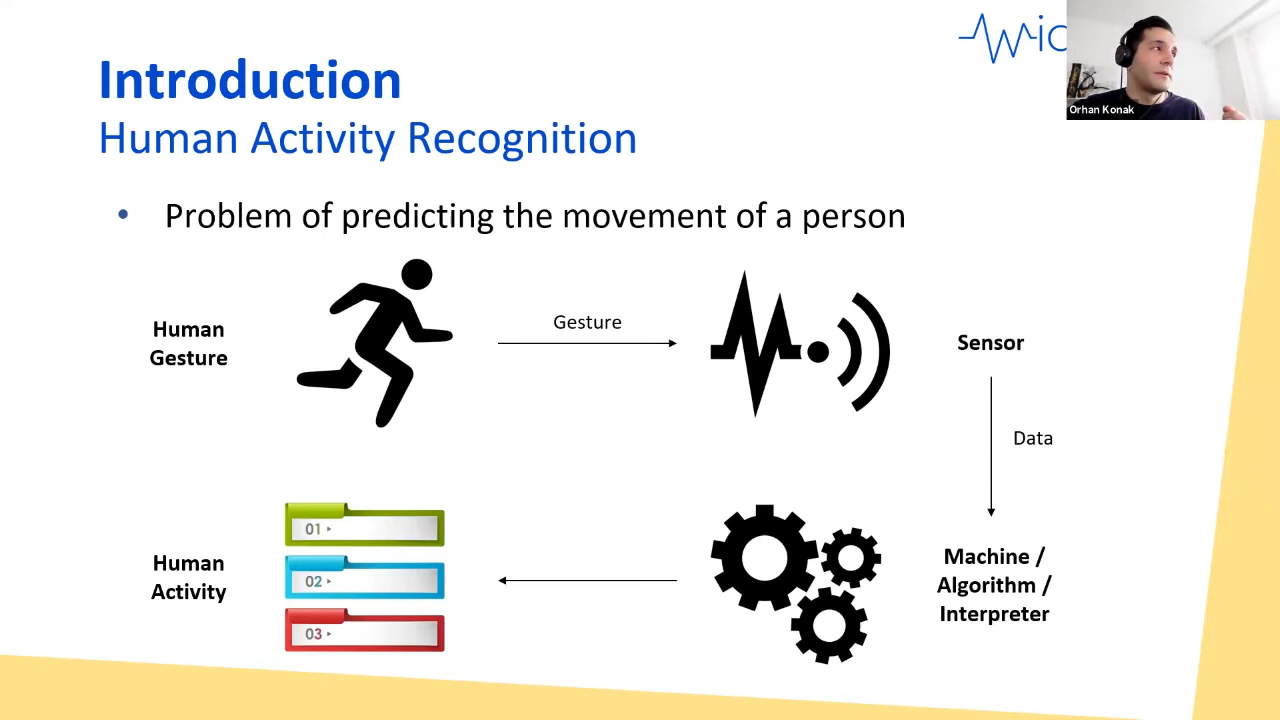 Introduction
Human Activity Recognition
Orhan Konak
• Problem of predicting the movement of a person
Human
Gesture
Gesture
Sensor
Data
01
02
03
Human
Activity
Machine /
Algorithm /
Interpreter